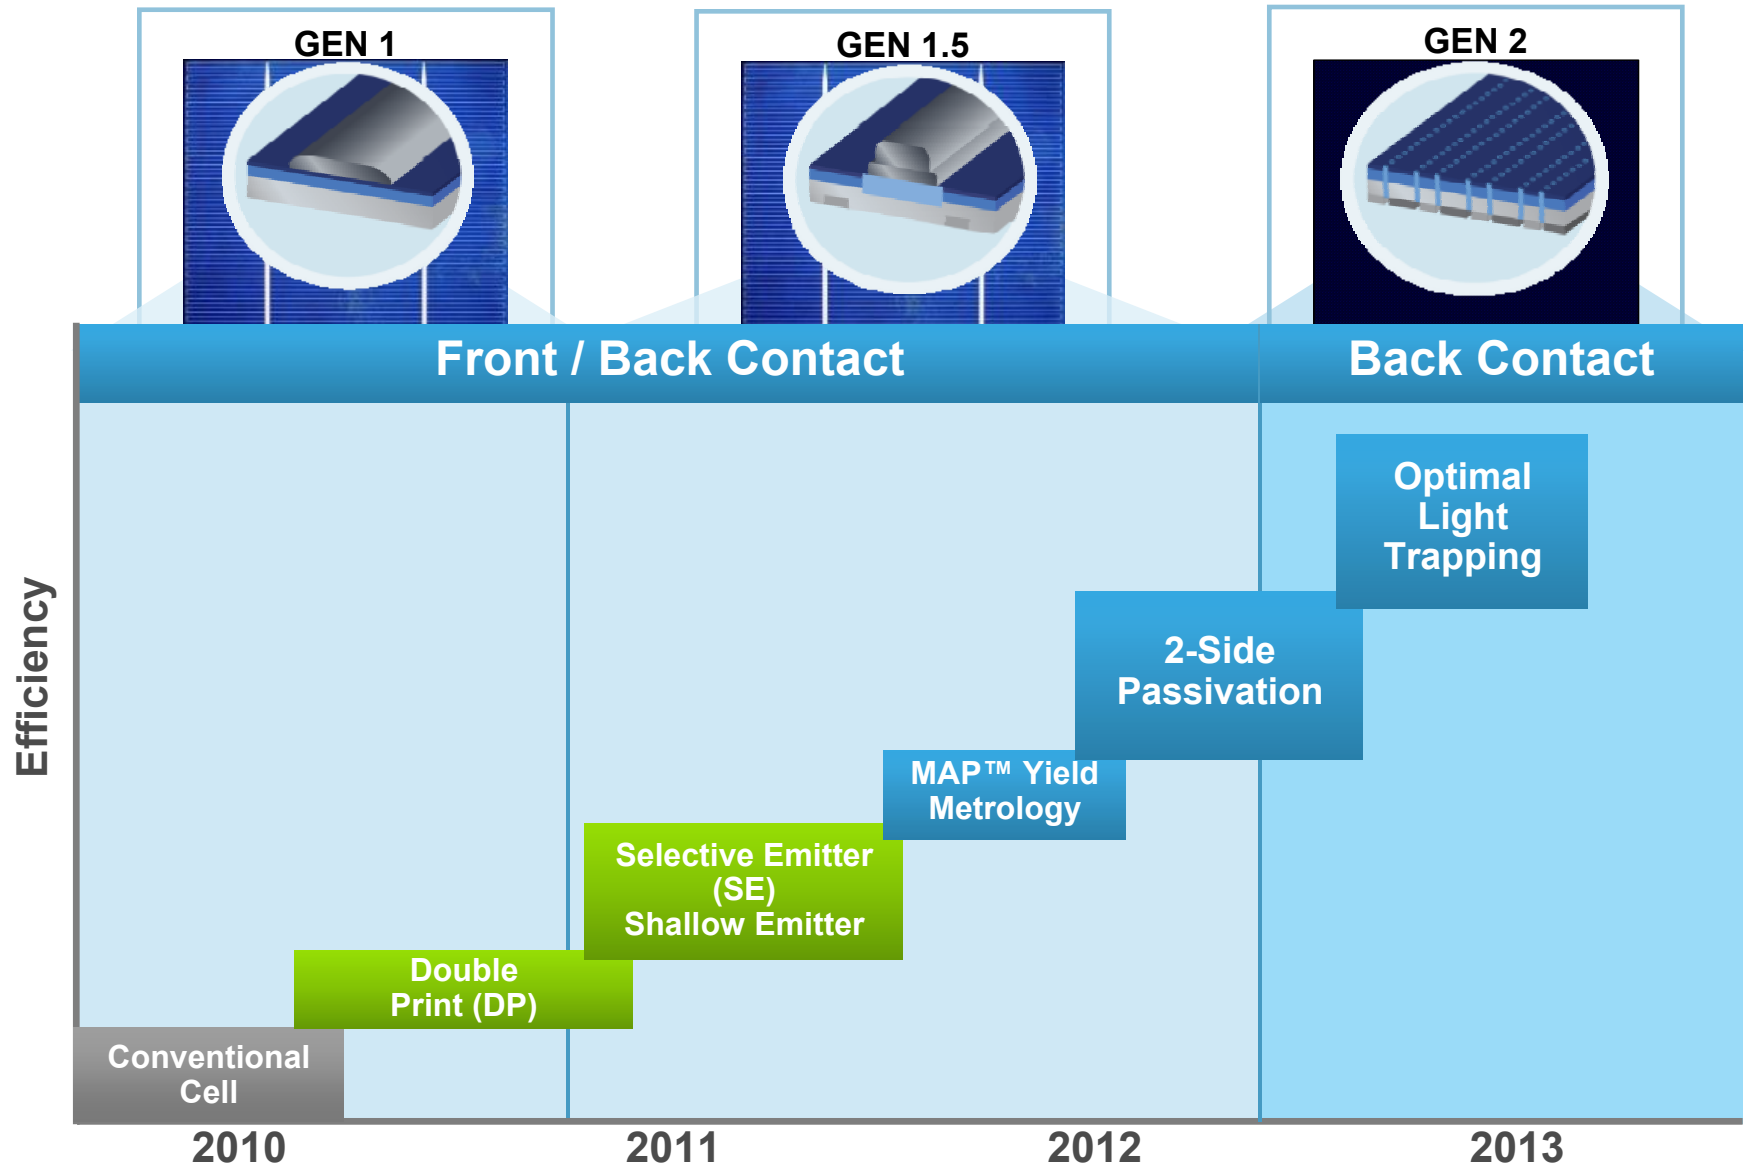 GEN 1
GEN 1.5
GEN 2
Front / Back Contact
Back Contact
Optimal
Light
Trapping
2-Side
Passivation
MAP™ Yield
Metrology
Selective Emitter
(SE)
Shallow Emitter
Double
Print (DP)
Conventional
Cell
Efficiency
2010
2011
2012
2013